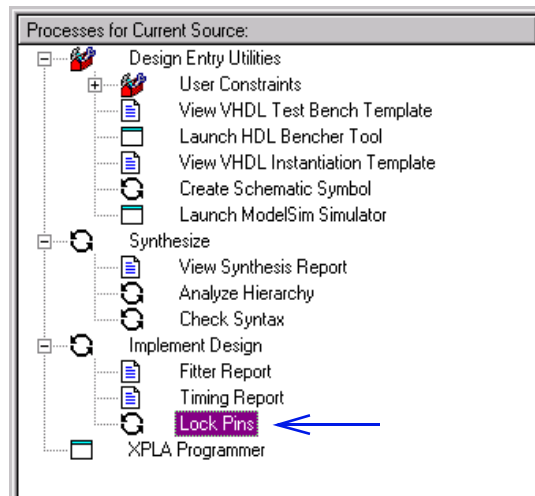 Processes for Current Source:
Design Entry Utilities
User Constraints
View VHDL Test Bench Template
Launch HDL Bencher Tool
View VHDL Instantiation Template
Create Schematic Symbol
Launch ModelSim Simulator
Synthesize
View Synthesis Report
Analyze Hierarchy
Check Syntax
Implement Design
Fitter Report
Timing Report
Lock Pins
XPLA Programmer